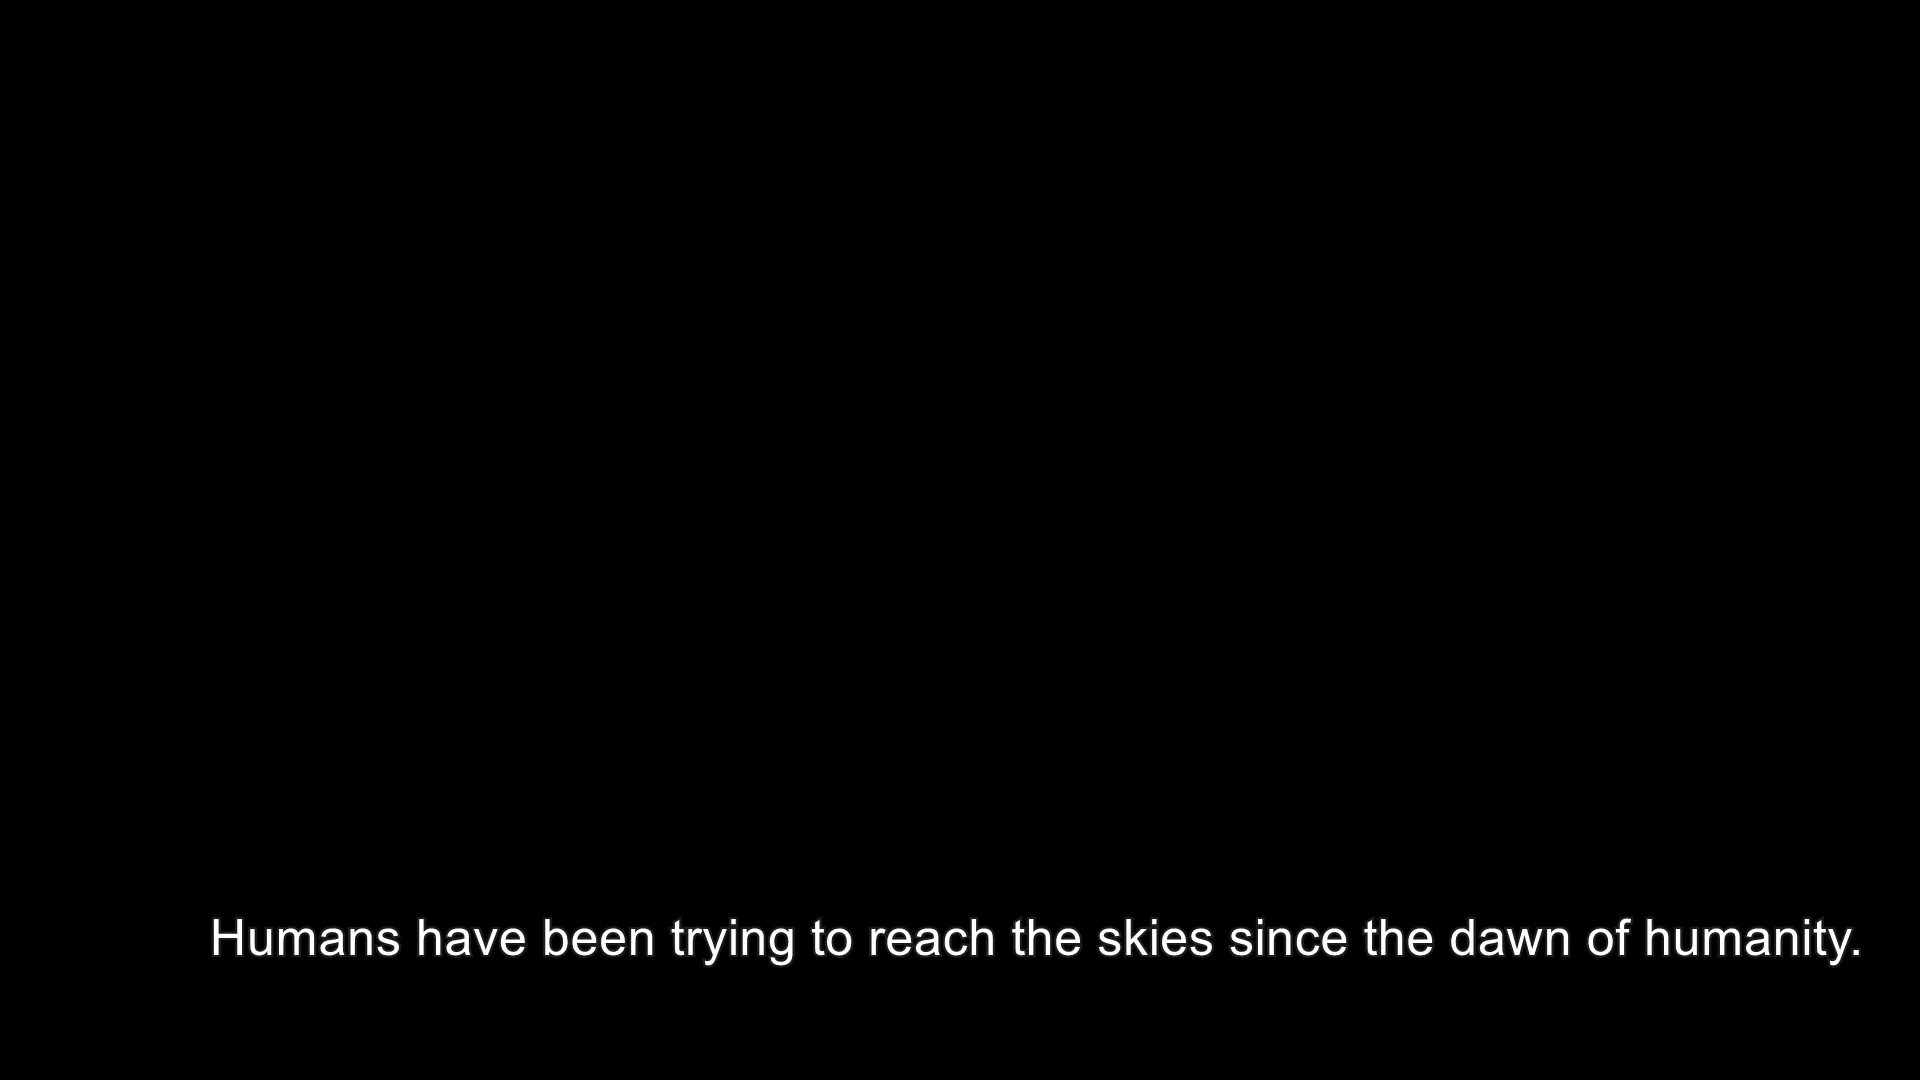 Humans have been trying to reach the skies since the dawn of humanity.